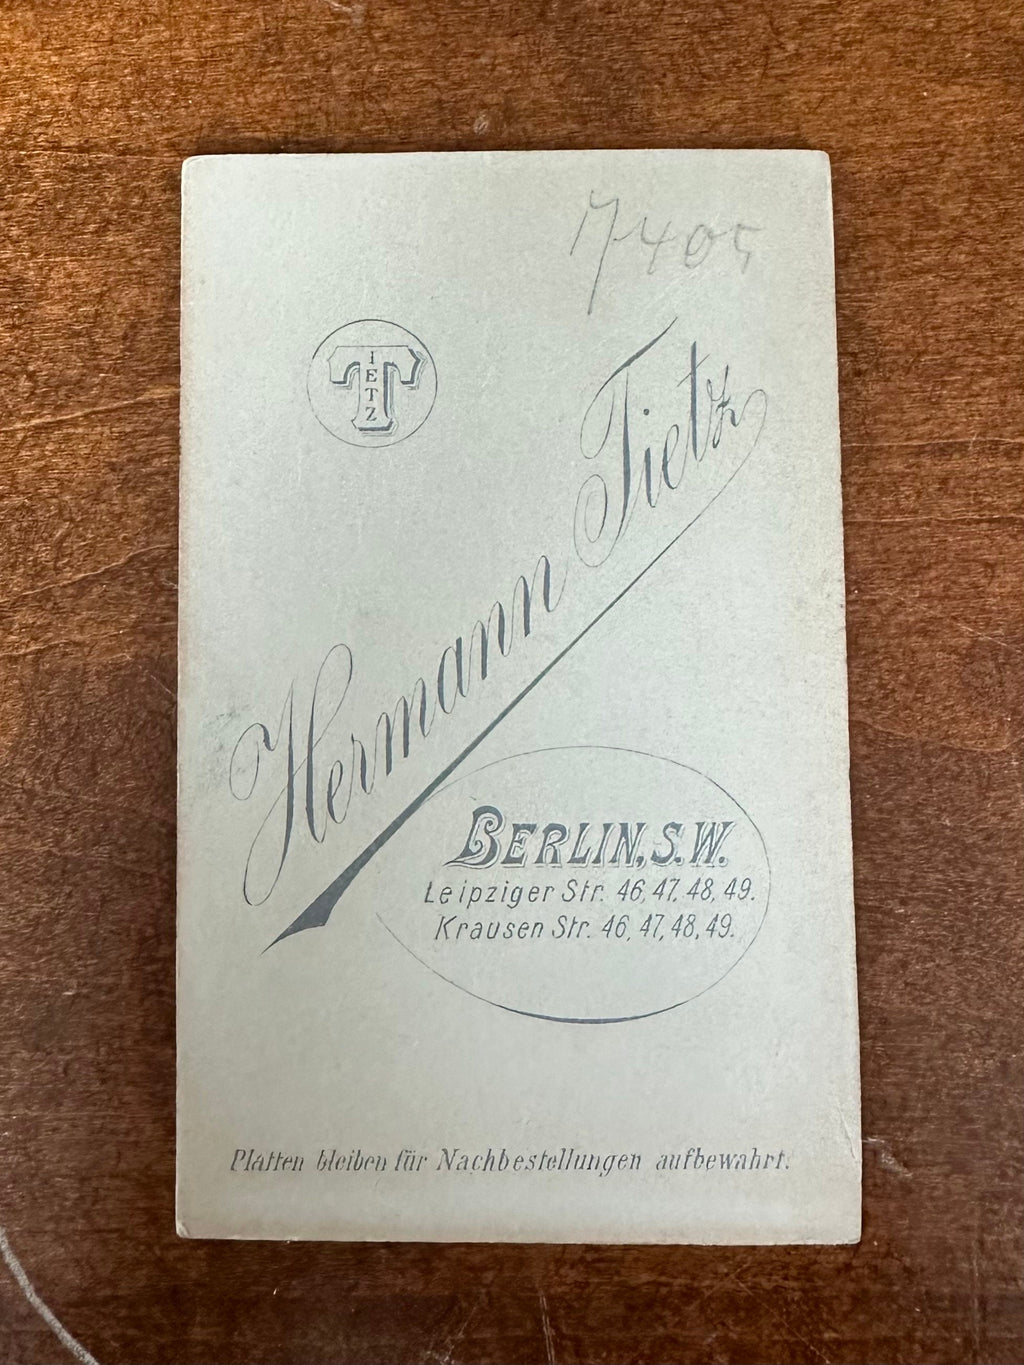 17405
TIETZ
Hermann Tietz
BERLIN, S.W.
Leipziger Str. 46, 47, 48, 49.
Krausen Str. 46, 47, 48, 49.
Platten bleiben für Nachbestellungen aufbewahrt.